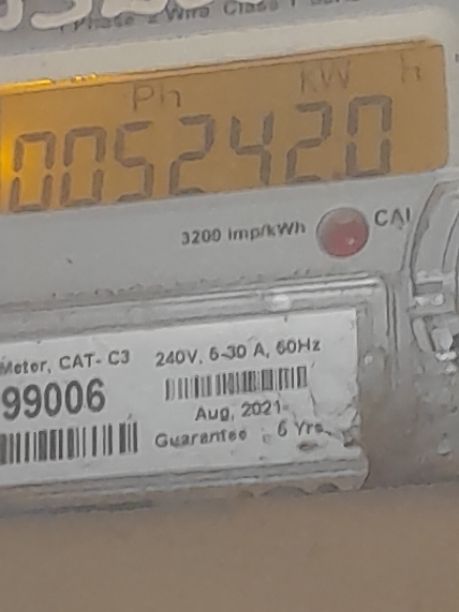 Phase 2 Wire Class 1
Ph kW h
0052420
3200 imp/kWh CAL
Meter, CAT- C3
99006
240V, 5-30 A, 50Hz
Aug, 2021
Guarantee : 5 Yrs.